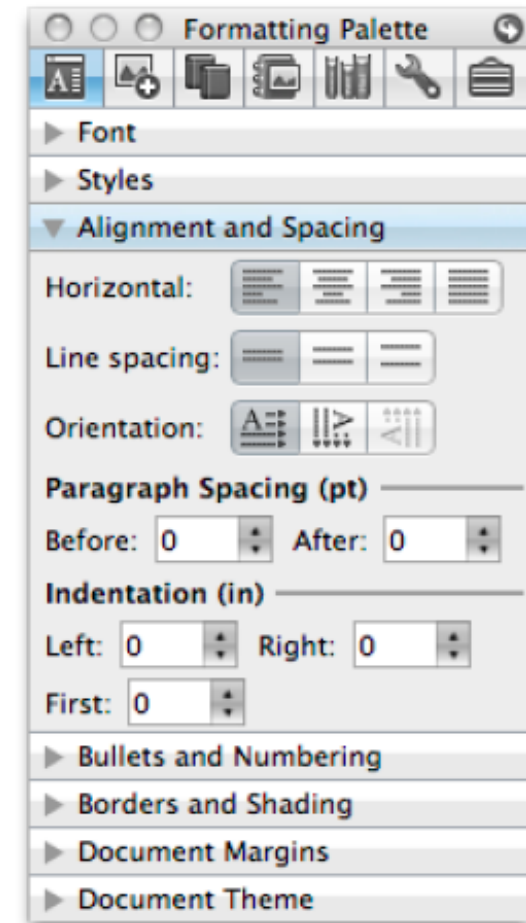 Formatting Palette
Font
Styles
Alignment and Spacing
Horizontal:
Line spacing:
Orientation:
Paragraph Spacing (pt)
Before: 0 After: 0
Indentation (in)
Left: 0 Right: 0
First: 0
Bullets and Numbering
Borders and Shading
Document Margins
Document Theme